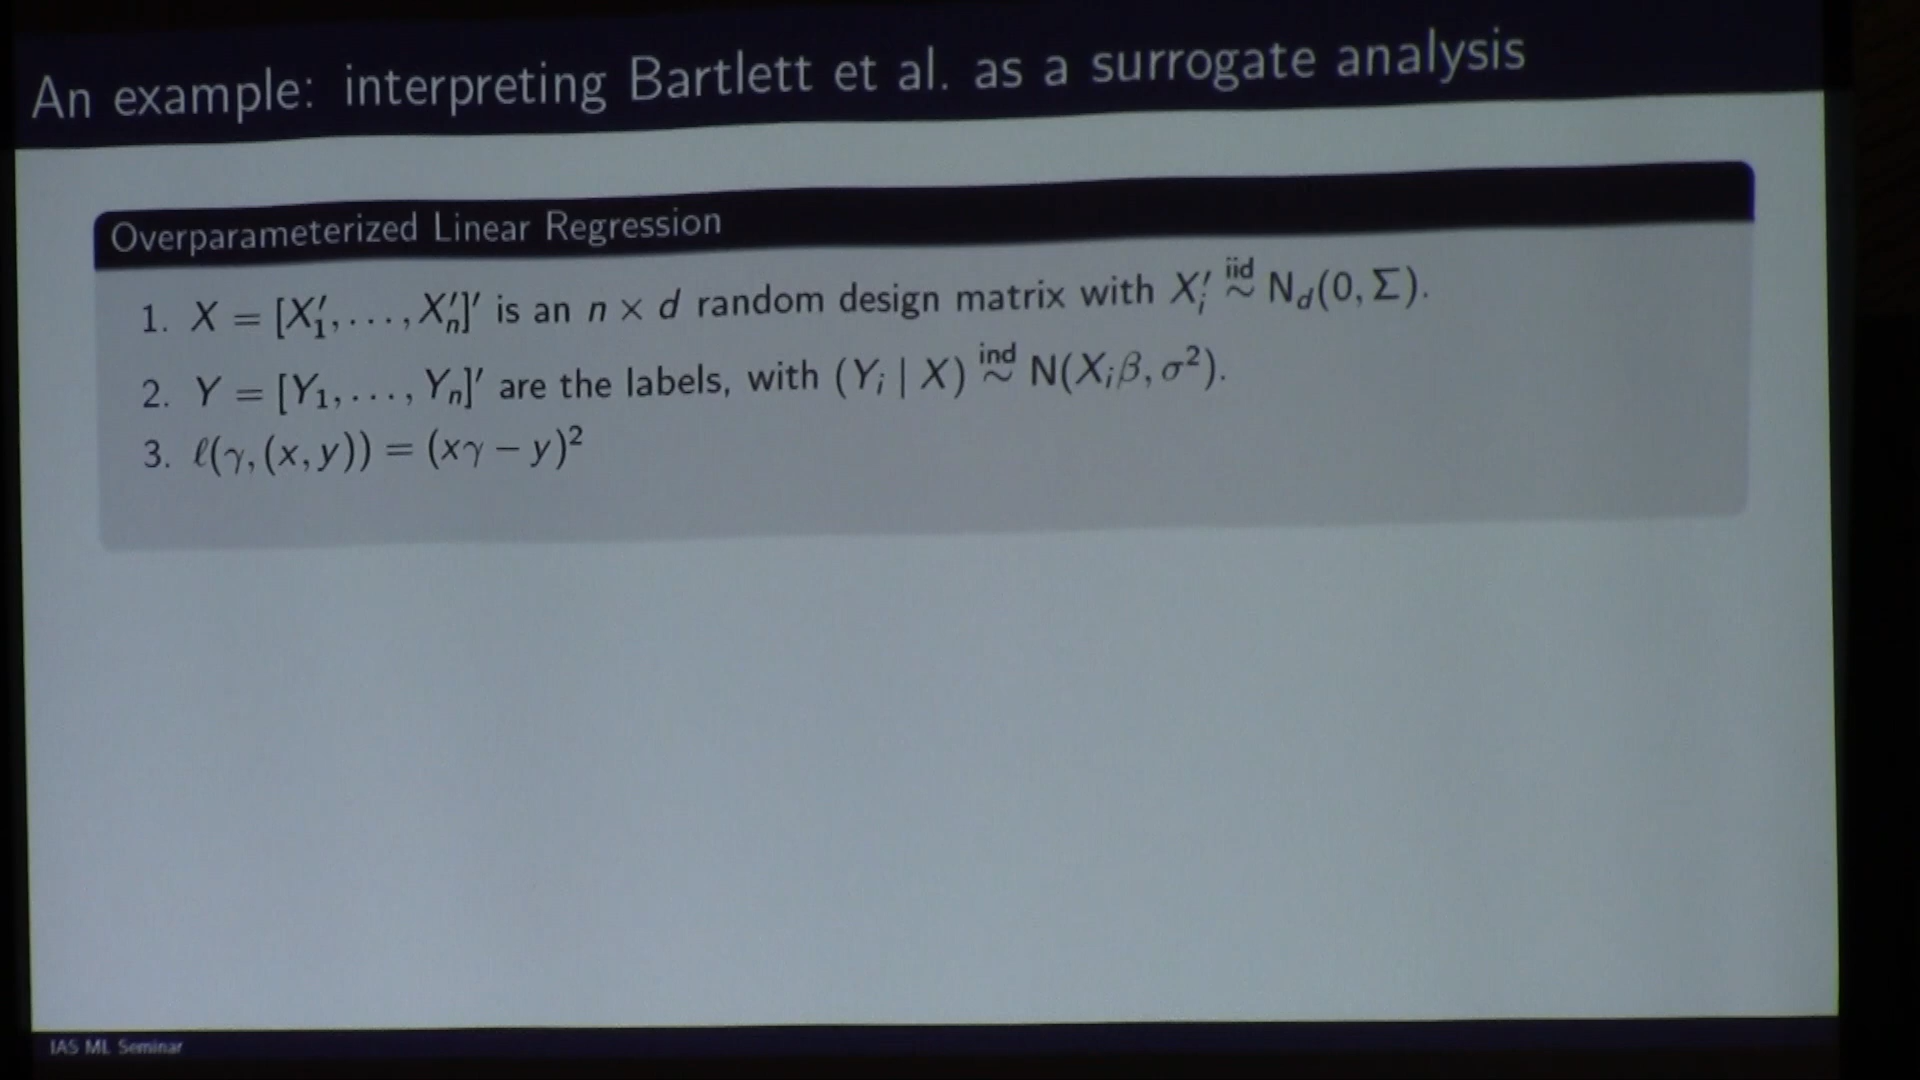 An example: interpreting Bartlett et al. as a surrogate analysis
Overparameterized Linear Regression
1. X = [X′₁, . . . , X′ₙ]′ is an n × d random design matrix with X′ᵢ iid∼ N_d(0, Σ).
2. Y = [Y₁, . . . , Yₙ]′ are the labels, with (Yᵢ | X) ind∼ N(Xᵢβ, σ²).
3. ℓ(γ, (x, y)) = (xγ − y)²
IAS ML Seminar